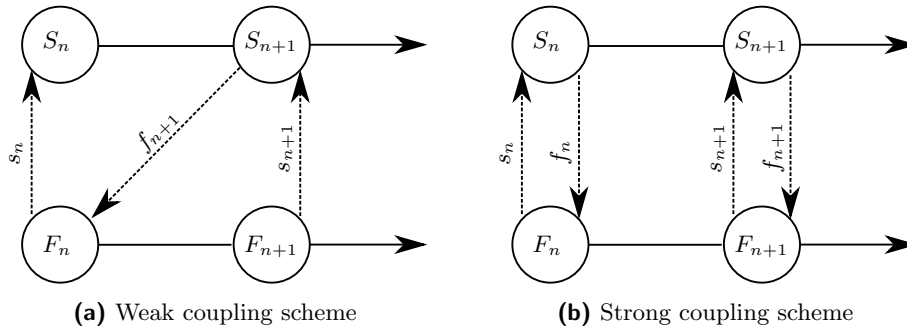 S_n S_{n+1} S_n S_{n+1}
s_n f_{n+1} s_{n+1} s_n f_n s_{n+1} f_{n+1}
F_n F_{n+1} F_n F_{n+1}
(a) Weak coupling scheme
(b) Strong coupling scheme